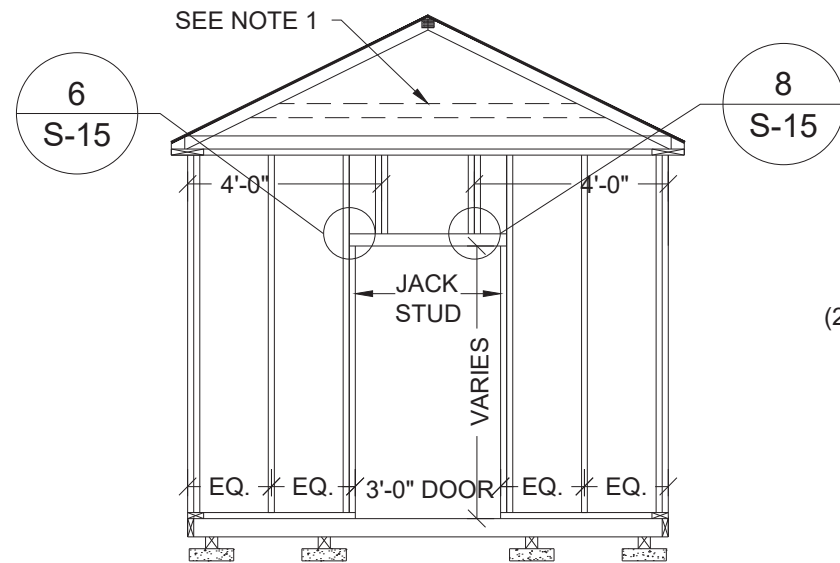 SEE NOTE 1
6
S-15
8
S-15
4'-0"
4'-0"
JACK
STUD
VARIES
EQ.
EQ.
3'-0" DOOR
EQ.
EQ.
(2